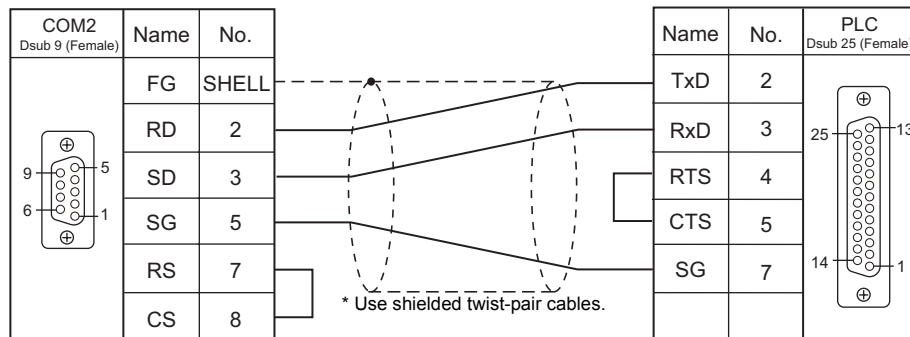 COM2
Dsub 9 (Female)
Name No.
FG SHELL
RD 2
SD 3
SG 5
RS 7
CS 8
9
5
6
1
* Use shielded twist-pair cables.
Name No.
TxD 2
RxD 3
RTS 4
CTS 5
SG 7
PLC
Dsub 25 (Female)
25
13
14
1